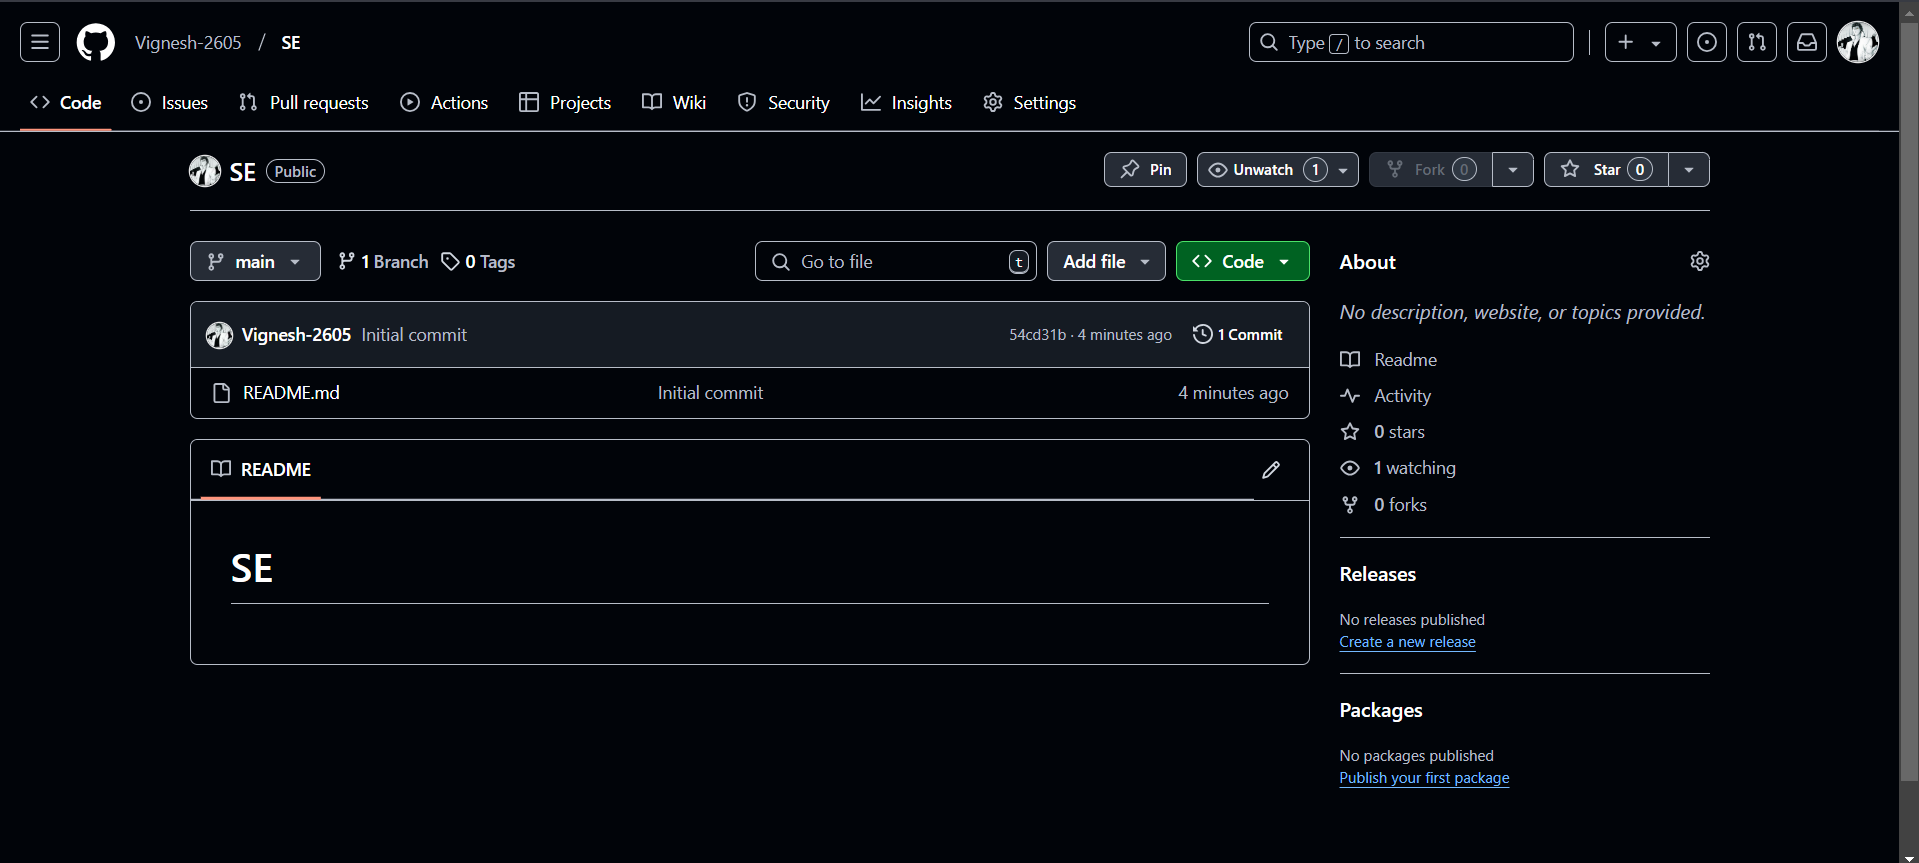 Vignesh-2605 / SE
Type / to search
Code Issues Pull requests Actions Projects Wiki Security Insights Settings
SE Public
Pin Unwatch 1 Fork 0 Star 0
main 1 Branch 0 Tags Go to file t Add file Code
Vignesh-2605 Initial commit 54cd31b · 4 minutes ago 1 Commit
README.md Initial commit 4 minutes ago
README
SE
About
No description, website, or topics provided.
Readme
Activity
0 stars
1 watching
0 forks
Releases
No releases published
Create a new release
Packages
No packages published
Publish your first package